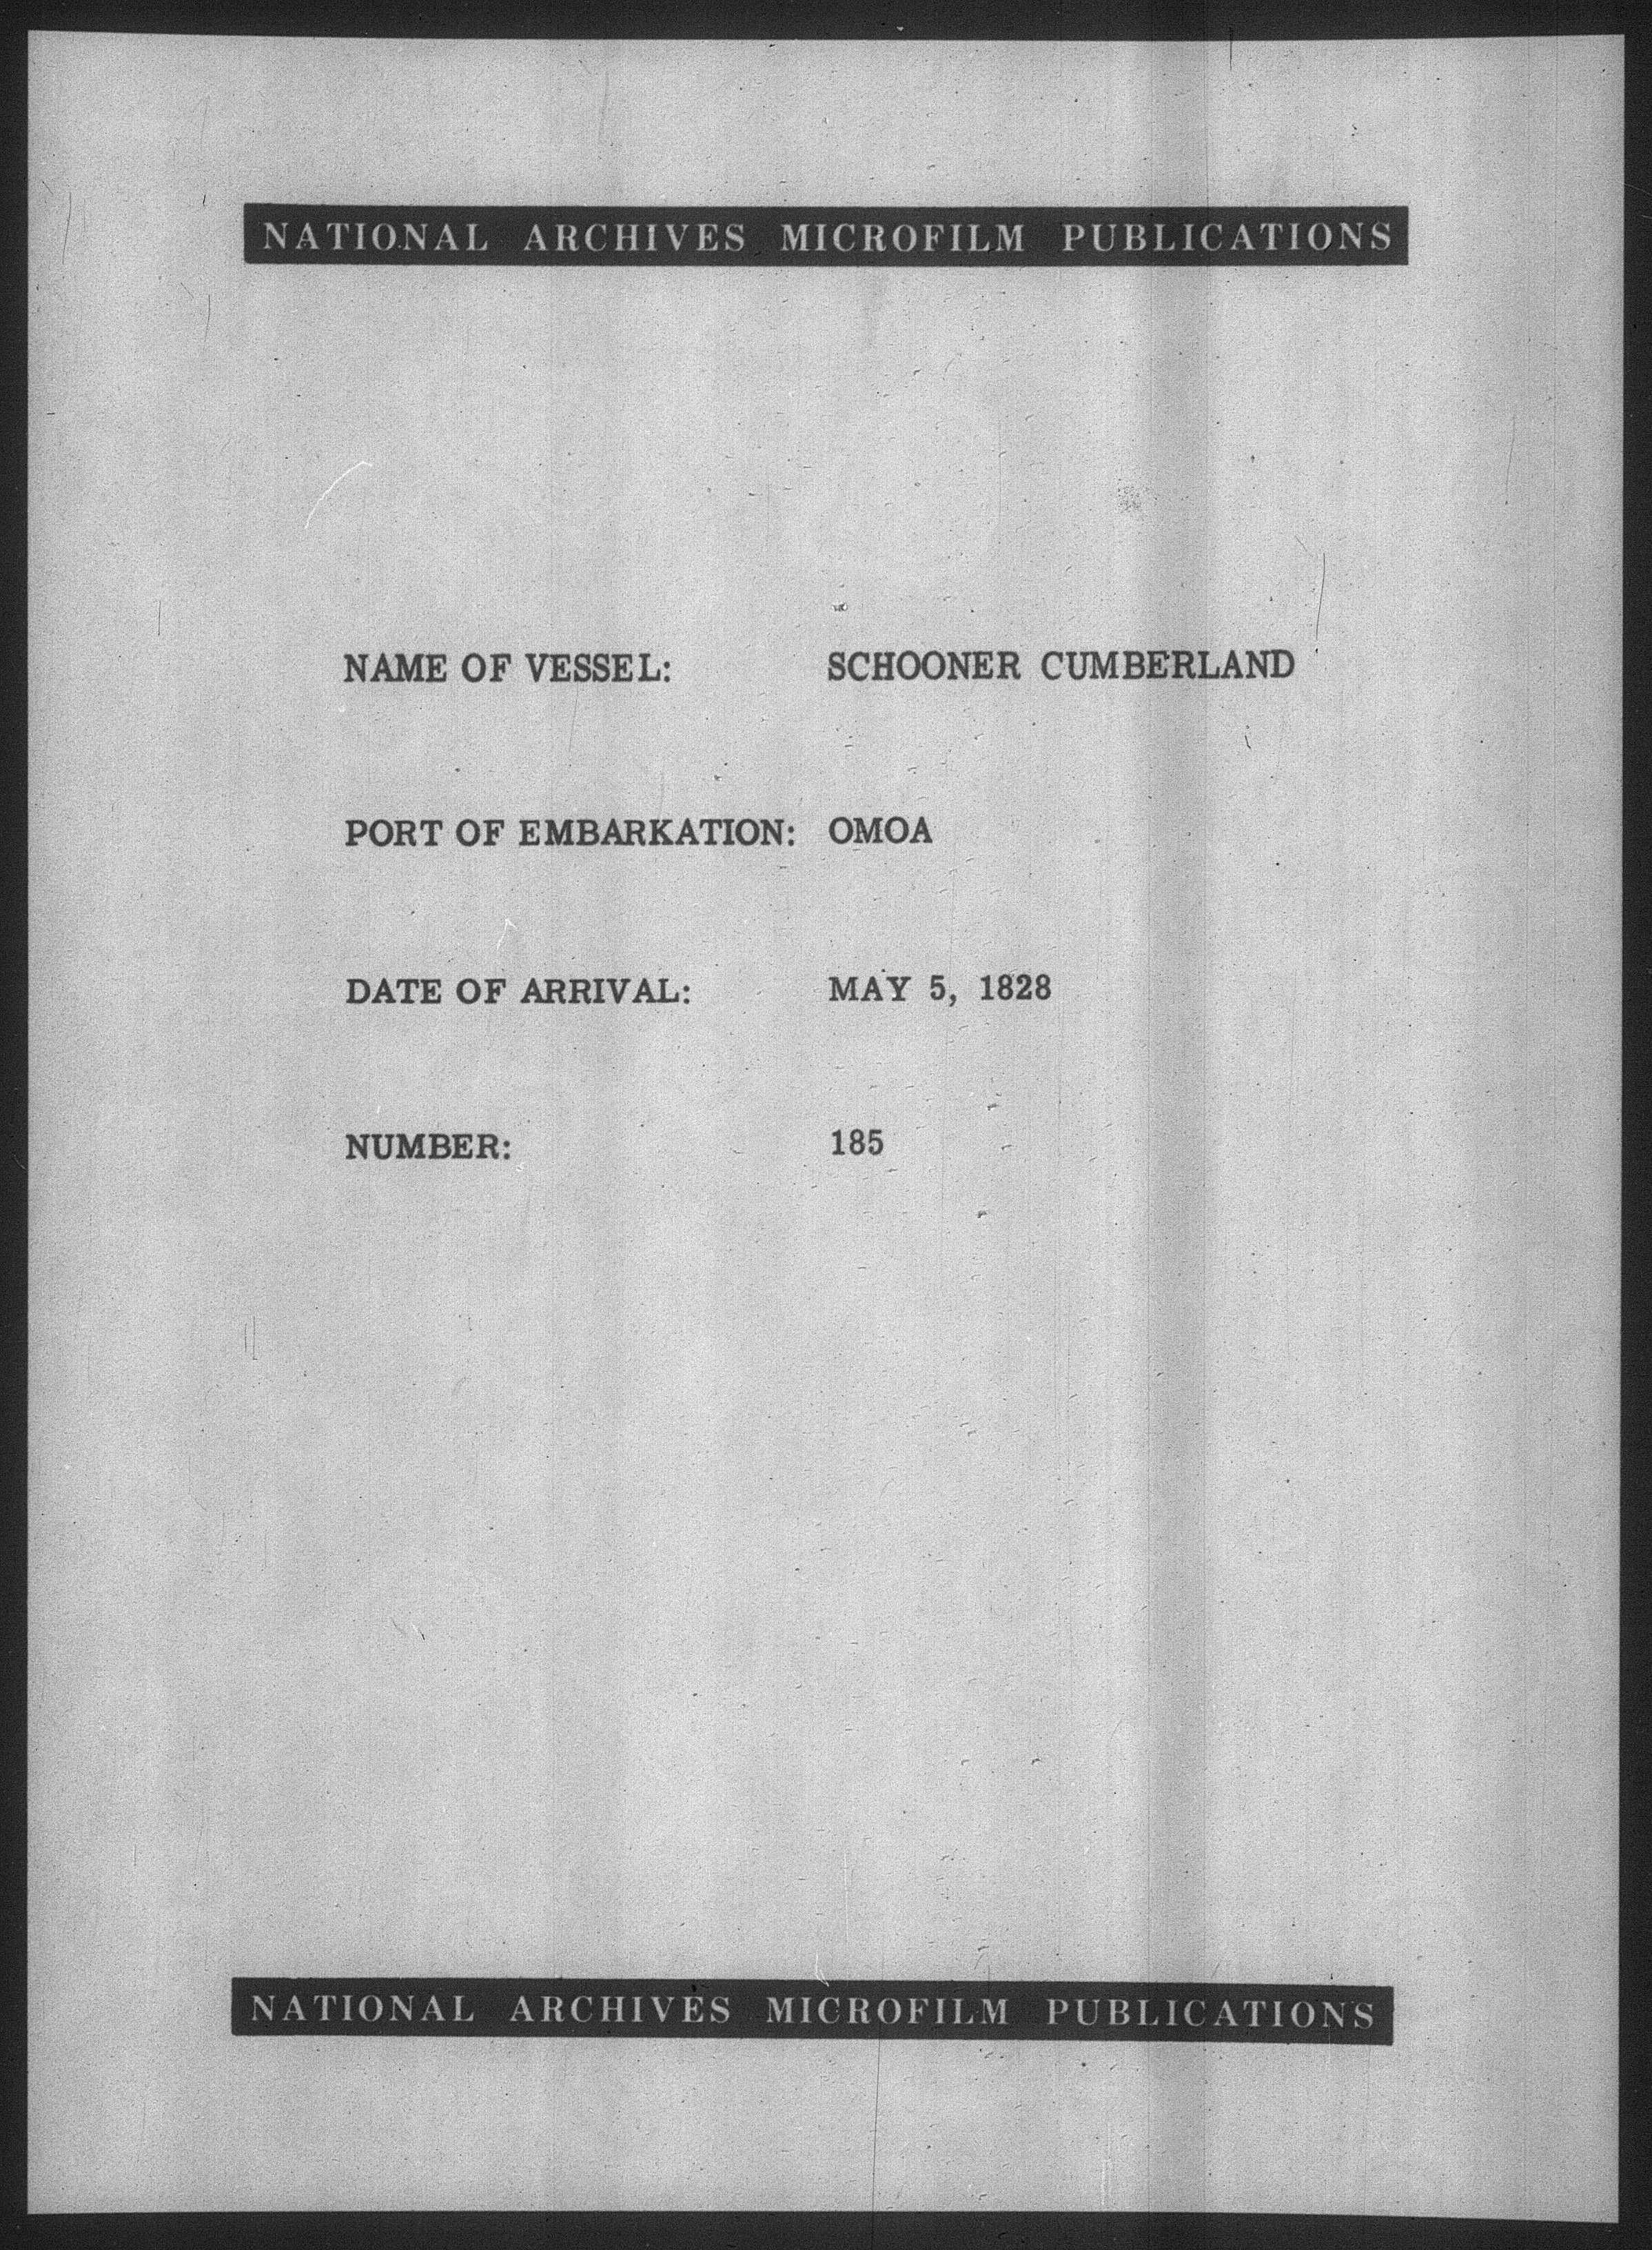 NATIONAL ARCHIVES MICROFILM PUBLICATIONS
NAME OF VESSEL: SCHOONER CUMBERLAND
PORT OF EMBARKATION: OMOA
DATE OF ARRIVAL: MAY 5, 1828
NUMBER: 185
NATIONAL ARCHIVES MICROFILM PUBLICATIONS